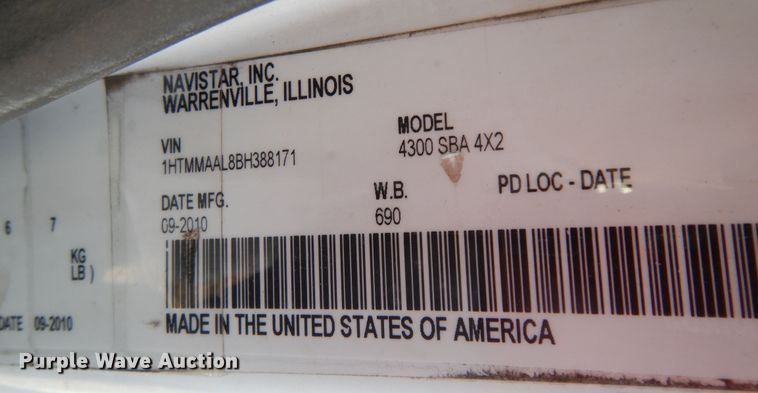 NAVISTAR, INC.
WARRENVILLE, ILLINOIS
VIN
1HTMMAAL8BH388171
MODEL
4300 SBA 4X2
DATE MFG.
09-2010
W.B.
690
PD LOC - DATE
6 7
KG
LB )
DATE 09-2010
MADE IN THE UNITED STATES OF AMERICA
Purple Wave Auction